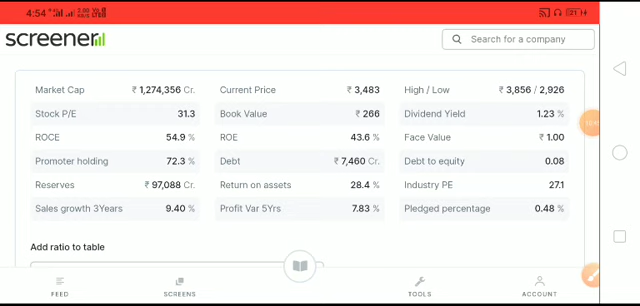 4:54
screener
Search for a company
Market Cap ₹ 1,274,356 Cr. Current Price ₹ 3,483 High / Low ₹ 3,856 / 2,926
Stock P/E 31.3 Book Value ₹ 266 Dividend Yield 1.23 %
ROCE 54.9 % ROE 43.6 % Face Value ₹ 1.00
Promoter holding 72.3 % Debt ₹ 7,460 Cr. Debt to equity 0.08
Reserves ₹ 97,088 Cr. Return on assets 28.4 % Industry PE 27.1
Sales growth 3Years 9.40 % Profit Var 5Yrs 7.83 % Pledged percentage 0.48 %
Add ratio to table
FEED SCREENS TOOLS ACCOUNT